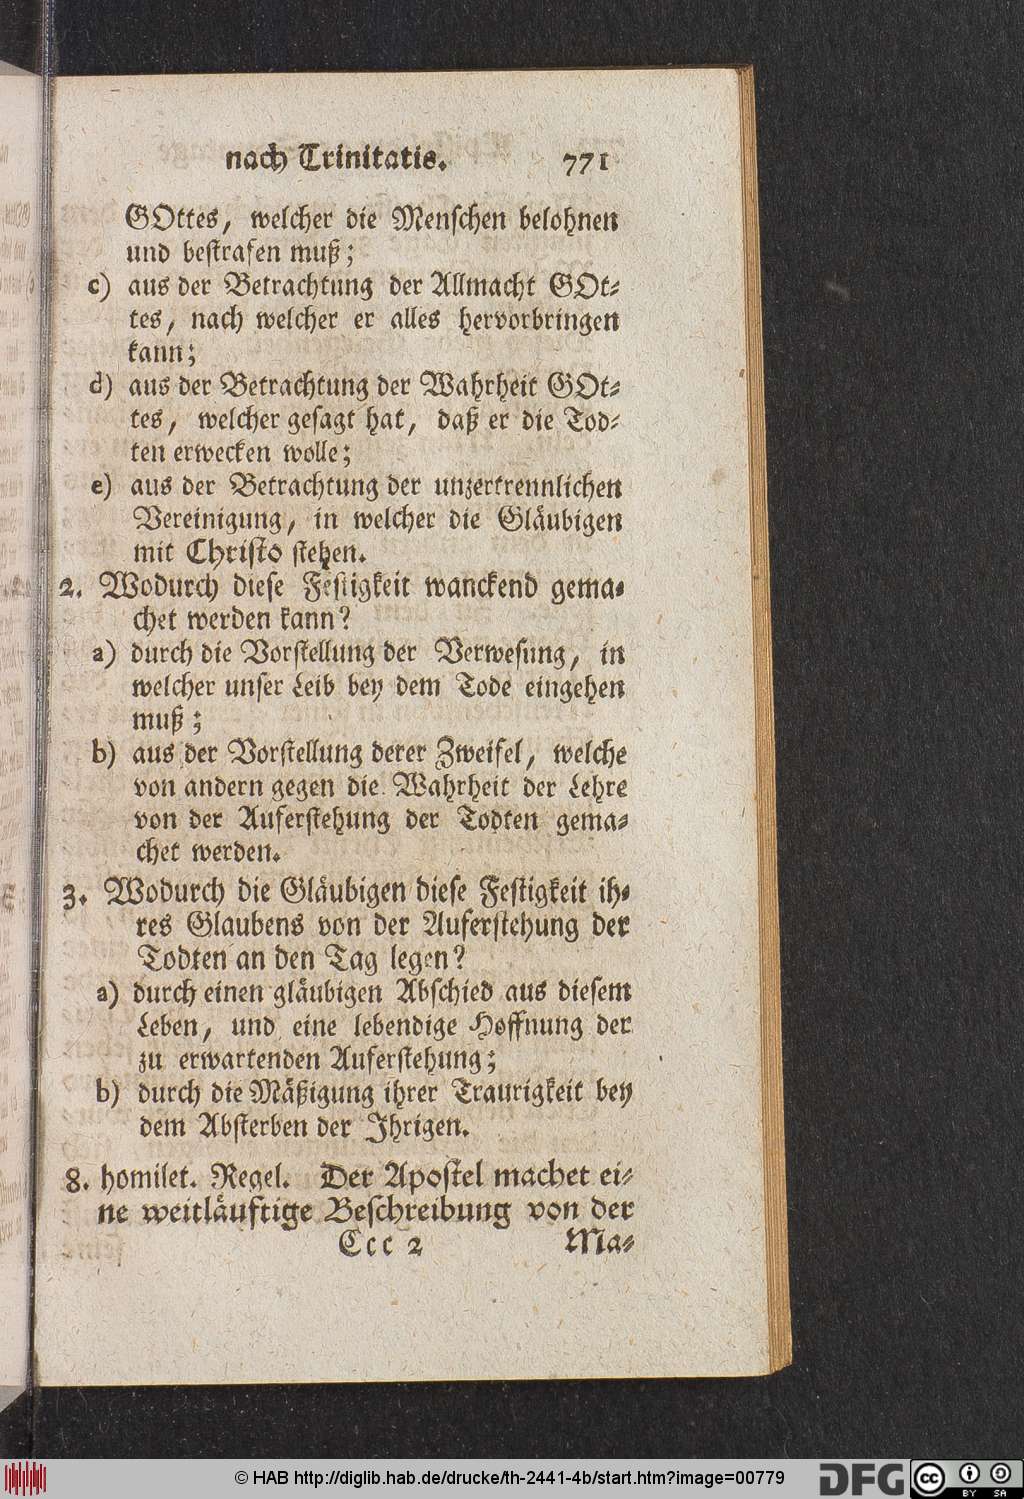 nach Trinitatis. 771
GOttes, welcher die Menschen belohnen
und bestrafen muß;
c) aus der Betrachtung der Allmacht GOt-
tes, nach welcher er alles hervorbringen
kann;
d) aus der Betrachtung der Wahrheit GOt-
tes, welcher gesagt hat, daß er die Tod-
ten erwecken wolle;
e) aus der Betrachtung der unzertrennlichen
Vereinigung, in welcher die Gläubigen
mit Christo stehen.
2. Wodurch diese Festigkeit wanckend gema-
chet werden kann?
a) durch die Vorstellung der Verwesung, in
welcher unser Leib bey dem Tode eingehen
muß;
b) aus der Vorstellung derer Zweifel, welche
von andern gegen die Wahrheit der Lehre
von der Auferstehung der Todten gema-
chet werden.
3. Wodurch die Gläubigen diese Festigkeit ih-
res Glaubens von der Auferstehung der
Todten an den Tag legen?
a) durch einen gläubigen Abschied aus diesem
Leben, und eine lebendige Hoffnung der
zu erwartenden Auferstehung;
b) durch die Mäßigung ihrer Traurigkeit bey
dem Absterben der Ihrigen.
8. homilet. Regel. Der Apostel machet ei-
ne weitläuftige Beschreibung von der
Ccc 2 Ma-
© HAB http://diglib.hab.de/drucke/th-2441-4b/start.htm?image=00779
DFG cc BY SA